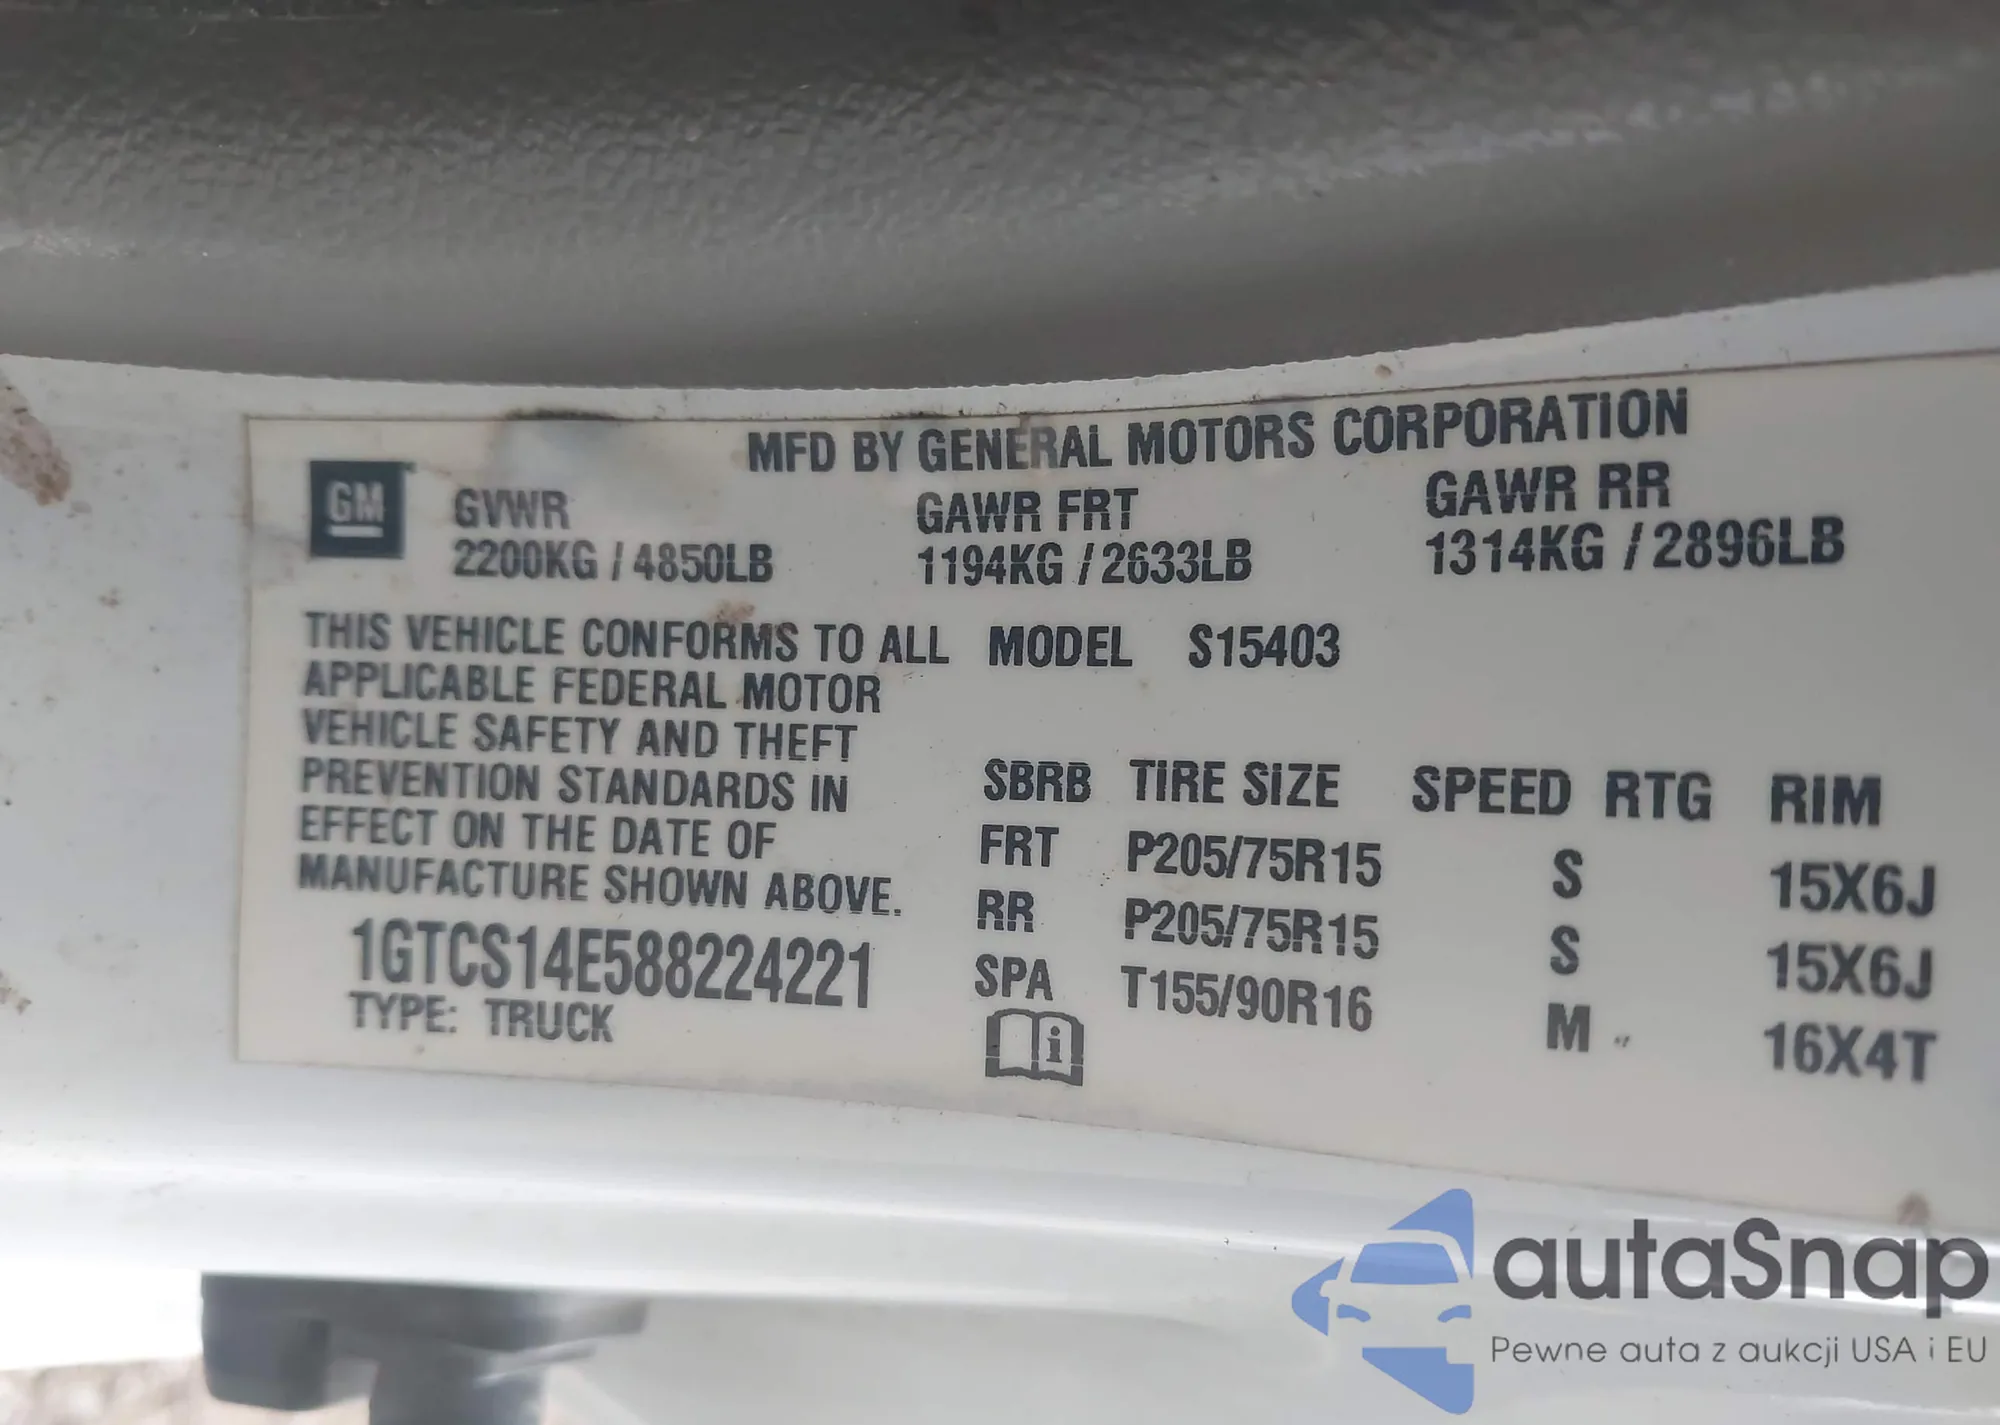 MFD BY GENERAL MOTORS CORPORATION
GM
GVWR GAWR FRT GAWR RR
2200KG / 4850LB 1194KG / 2633LB 1314KG / 2896LB
THIS VEHICLE CONFORMS TO ALL MODEL S15403
APPLICABLE FEDERAL MOTOR
VEHICLE SAFETY AND THEFT
PREVENTION STANDARDS IN
EFFECT ON THE DATE OF
MANUFACTURE SHOWN ABOVE.
1GTCS14E588224221
TYPE: TRUCK
SBRB TIRE SIZE SPEED RTG RIM
FRT P205/75R15 S 15X6J
RR P205/75R15 S 15X6J
SPA T155/90R16 M 16X4T
i
autaSnap
Pewne auta z aukcji USA i EU